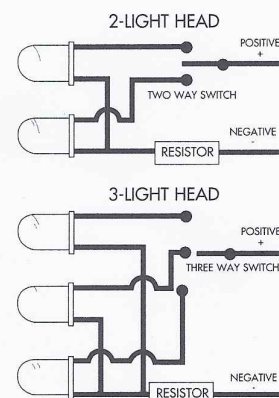 2-LIGHT HEAD
POSITIVE
+
TWO WAY SWITCH
NEGATIVE
-
RESISTOR
3-LIGHT HEAD
POSITIVE
+
THREE WAY SWITCH
NEGATIVE
-
RESISTOR